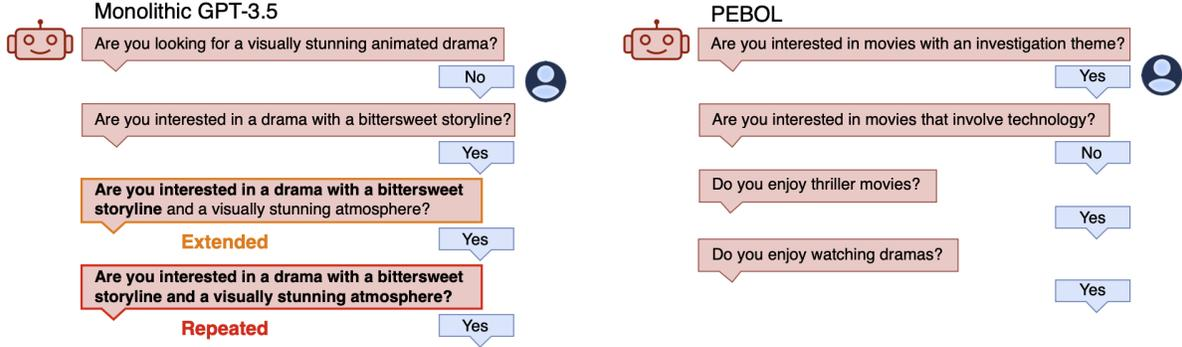 Monolithic GPT-3.5
Are you looking for a visually stunning animated drama?
No
Are you interested in a drama with a bittersweet storyline?
Yes
Are you interested in a drama with a bittersweet
storyline and a visually stunning atmosphere?
Extended
Yes
Are you interested in a drama with a bittersweet
storyline and a visually stunning atmosphere?
Repeated
Yes
PEBOL
Are you interested in movies with an investigation theme?
Yes
Are you interested in movies that involve technology?
No
Do you enjoy thriller movies?
Yes
Do you enjoy watching dramas?
Yes